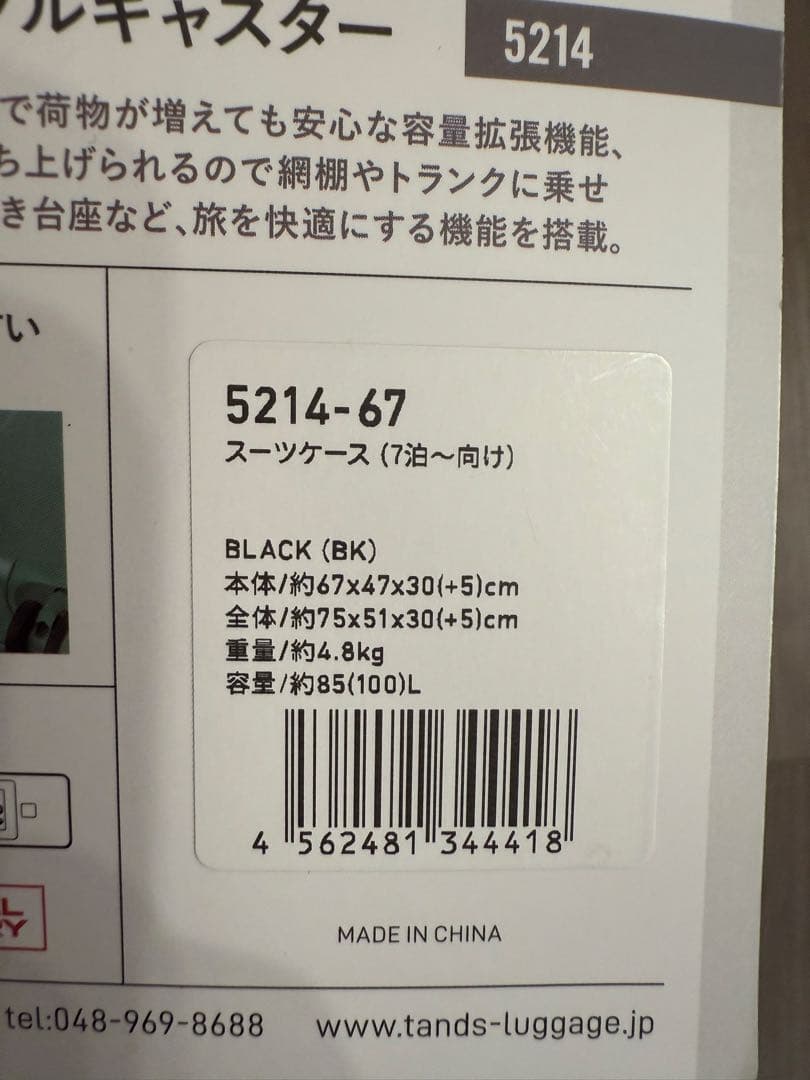 ルキャスター
5214
で荷物が増えても安心な容量拡張機能、
ち上げられるので網棚やトランクに乗せ
き台座など、旅を快適にする機能を搭載。
い
5214-67
スーツケース (7泊〜向け)
BLACK (BK)
本体/約67x47x30(+5)cm
全体/約75x51x30(+5)cm
重量/約4.8kg
容量/約85(100)L
4 562481 344418
L
RY
MADE IN CHINA
tel:048-969-8688 www.tands-luggage.jp